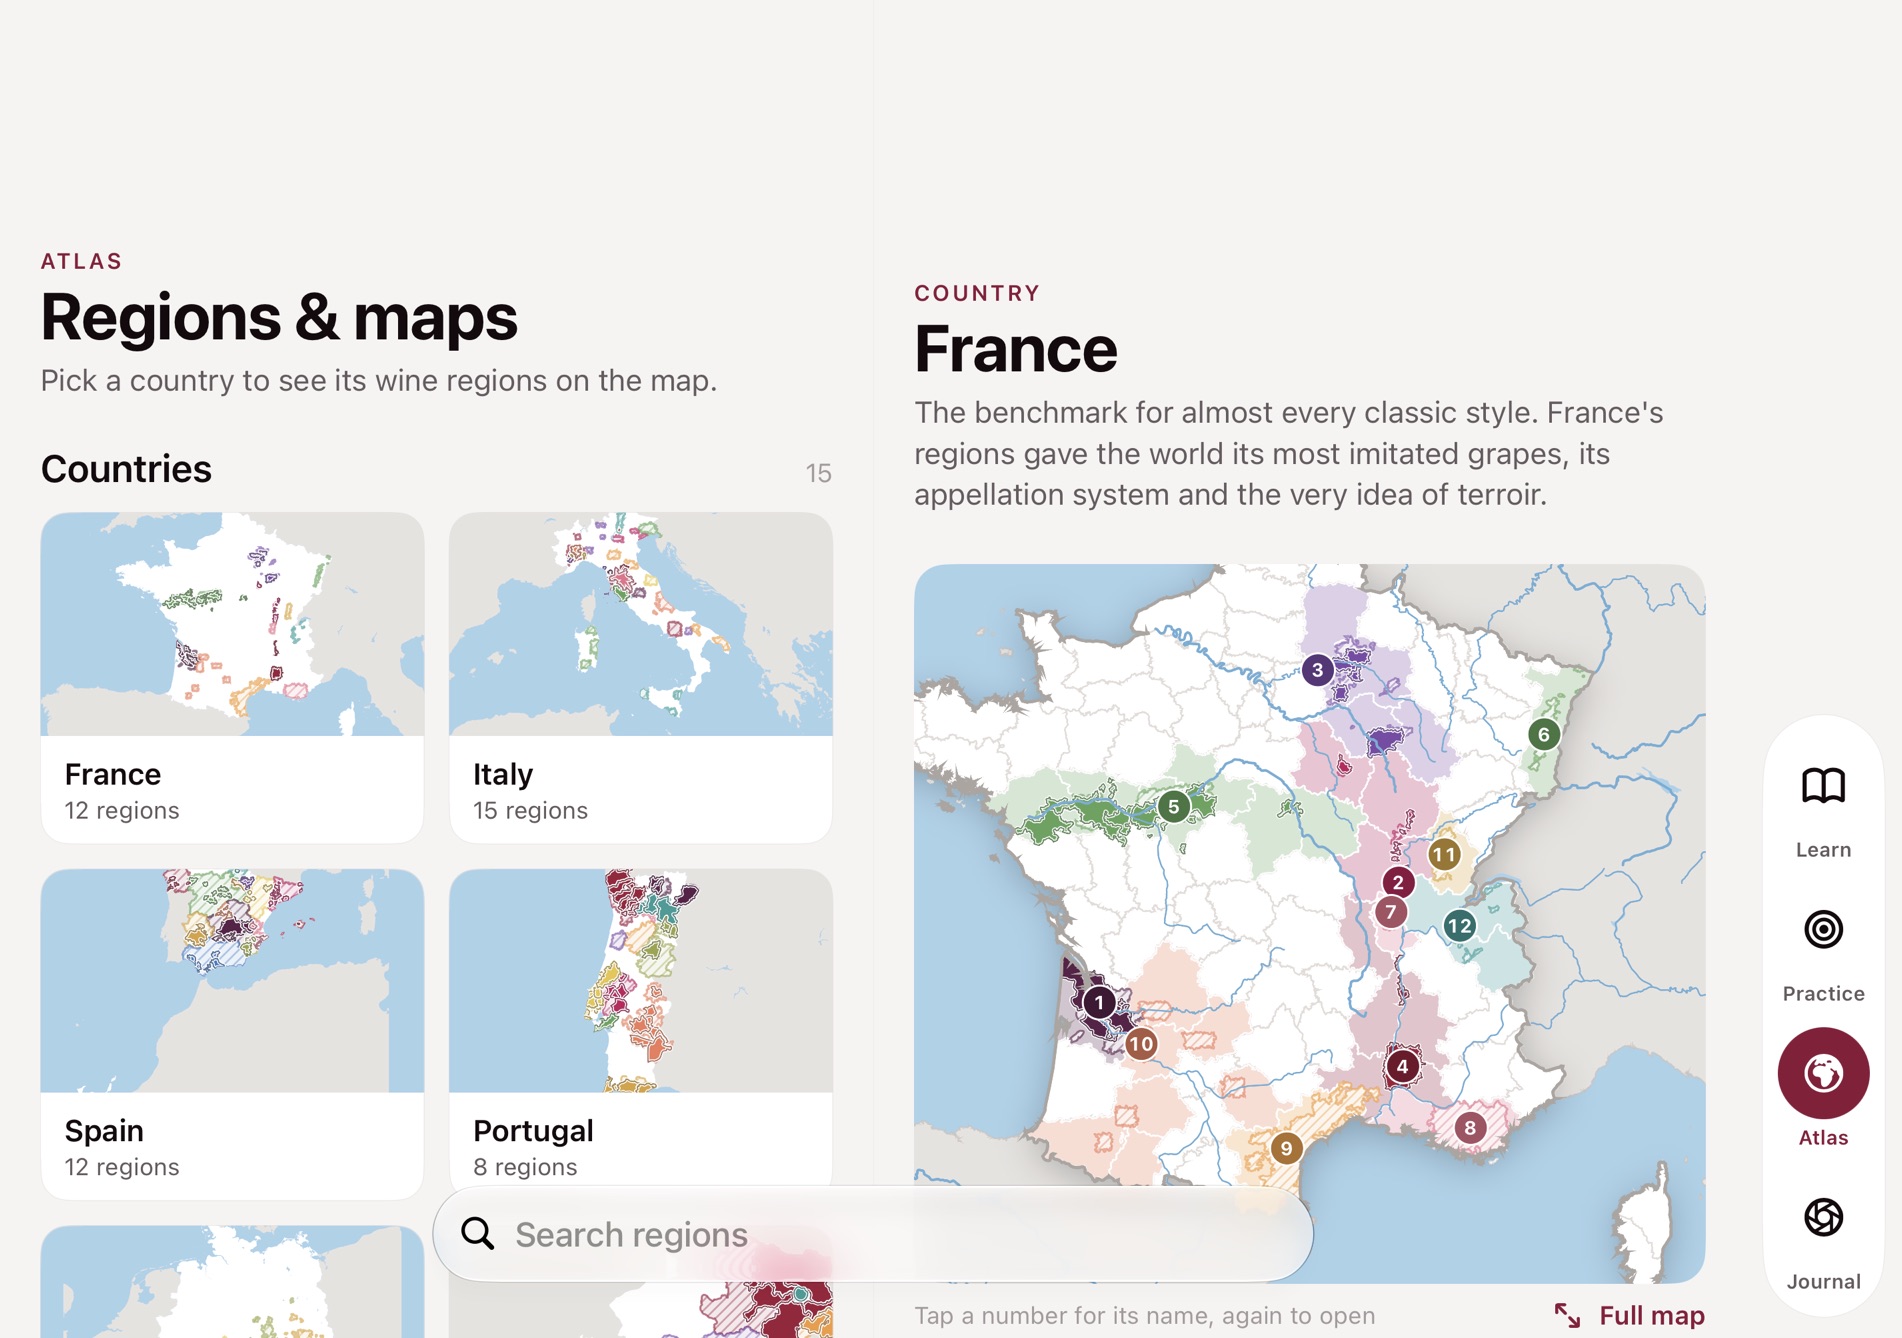 ATLAS
Regions & maps
Pick a country to see its wine regions on the map.
Countries
15
France
12 regions
Italy
15 regions
Spain
12 regions
Portugal
8 regions
Search regions
COUNTRY
France
The benchmark for almost every classic style. France's
regions gave the world its most imitated grapes, its
appellation system and the very idea of terroir.
3
6
5
11
2
7
12
1
10
4
8
9
Tap a number for its name, again to open
Full map
Learn
Practice
Atlas
Journal